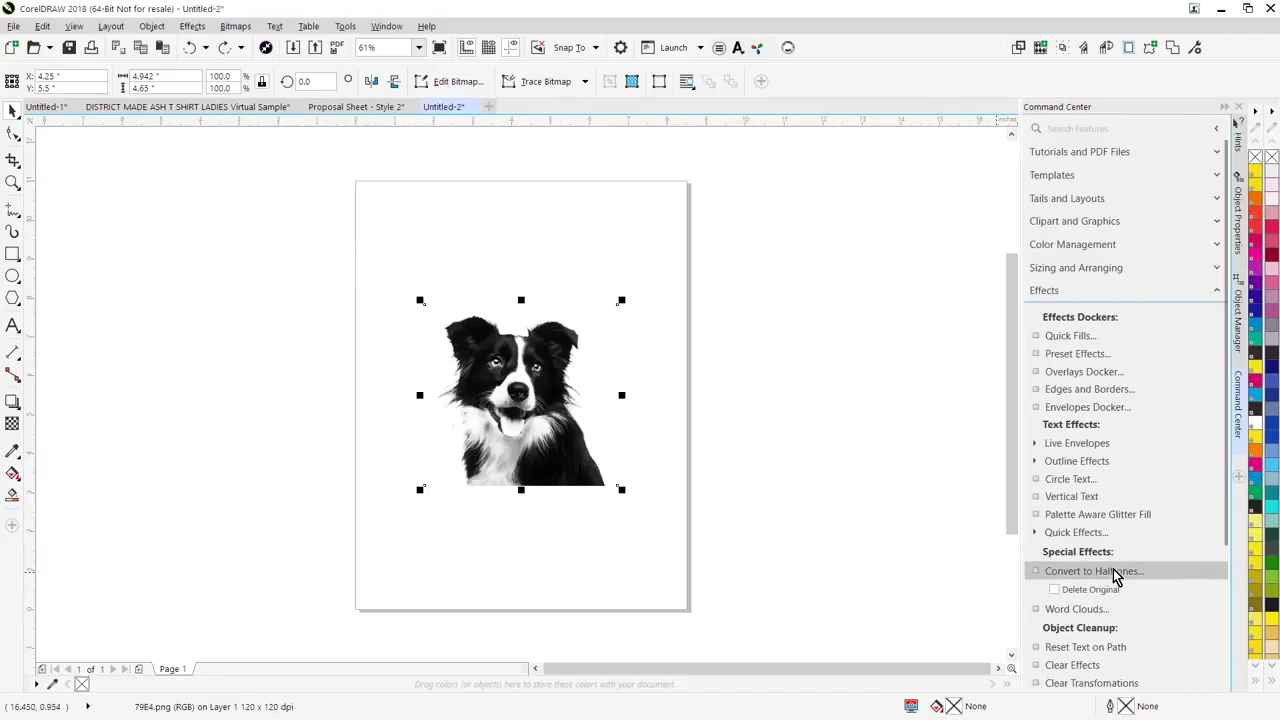 CorelDRAW 2018 (64-Bit Not for resale) - Untitled-2*
File Edit View Layout Object Effects Bitmaps Text Table Tools Window Help
PDF 61% Snap To Launch
X: 4.25 " 4.942 " 100.0 % 0.0 Edit Bitmap... Trace Bitmap
Y: 5.5 " 4.65 " 100.0 %
Untitled-1* DISTRICT MADE ASH T SHIRT LADIES Virtual Sample* Proposal Sheet - Style 2* Untitled-2*
Command Center
inches
Search Features
Tutorials and PDF Files
Templates
Tails and Layouts
Clipart and Graphics
Color Management
Sizing and Arranging
Effects
Effects Dockers:
Quick Fills...
Preset Effects...
Overlays Docker...
Edges and Borders...
Envelopes Docker...
Text Effects:
Live Envelopes
Outline Effects
Circle Text...
Vertical Text
Palette Aware Glitter Fill
Quick Effects...
Special Effects:
Convert to Halftones...
Delete Original
Word Clouds...
Object Cleanup:
Reset Text on Path
Clear Effects
Clear Transfomations
Hints
Object Properties
Object Manager
Command Center
1 of 1 Page 1
Drag colors (or objects) here to store these colors with your document
( 16.450, 0.954 ) 79E4.png (RGB) on Layer 1 120 x 120 dpi None None